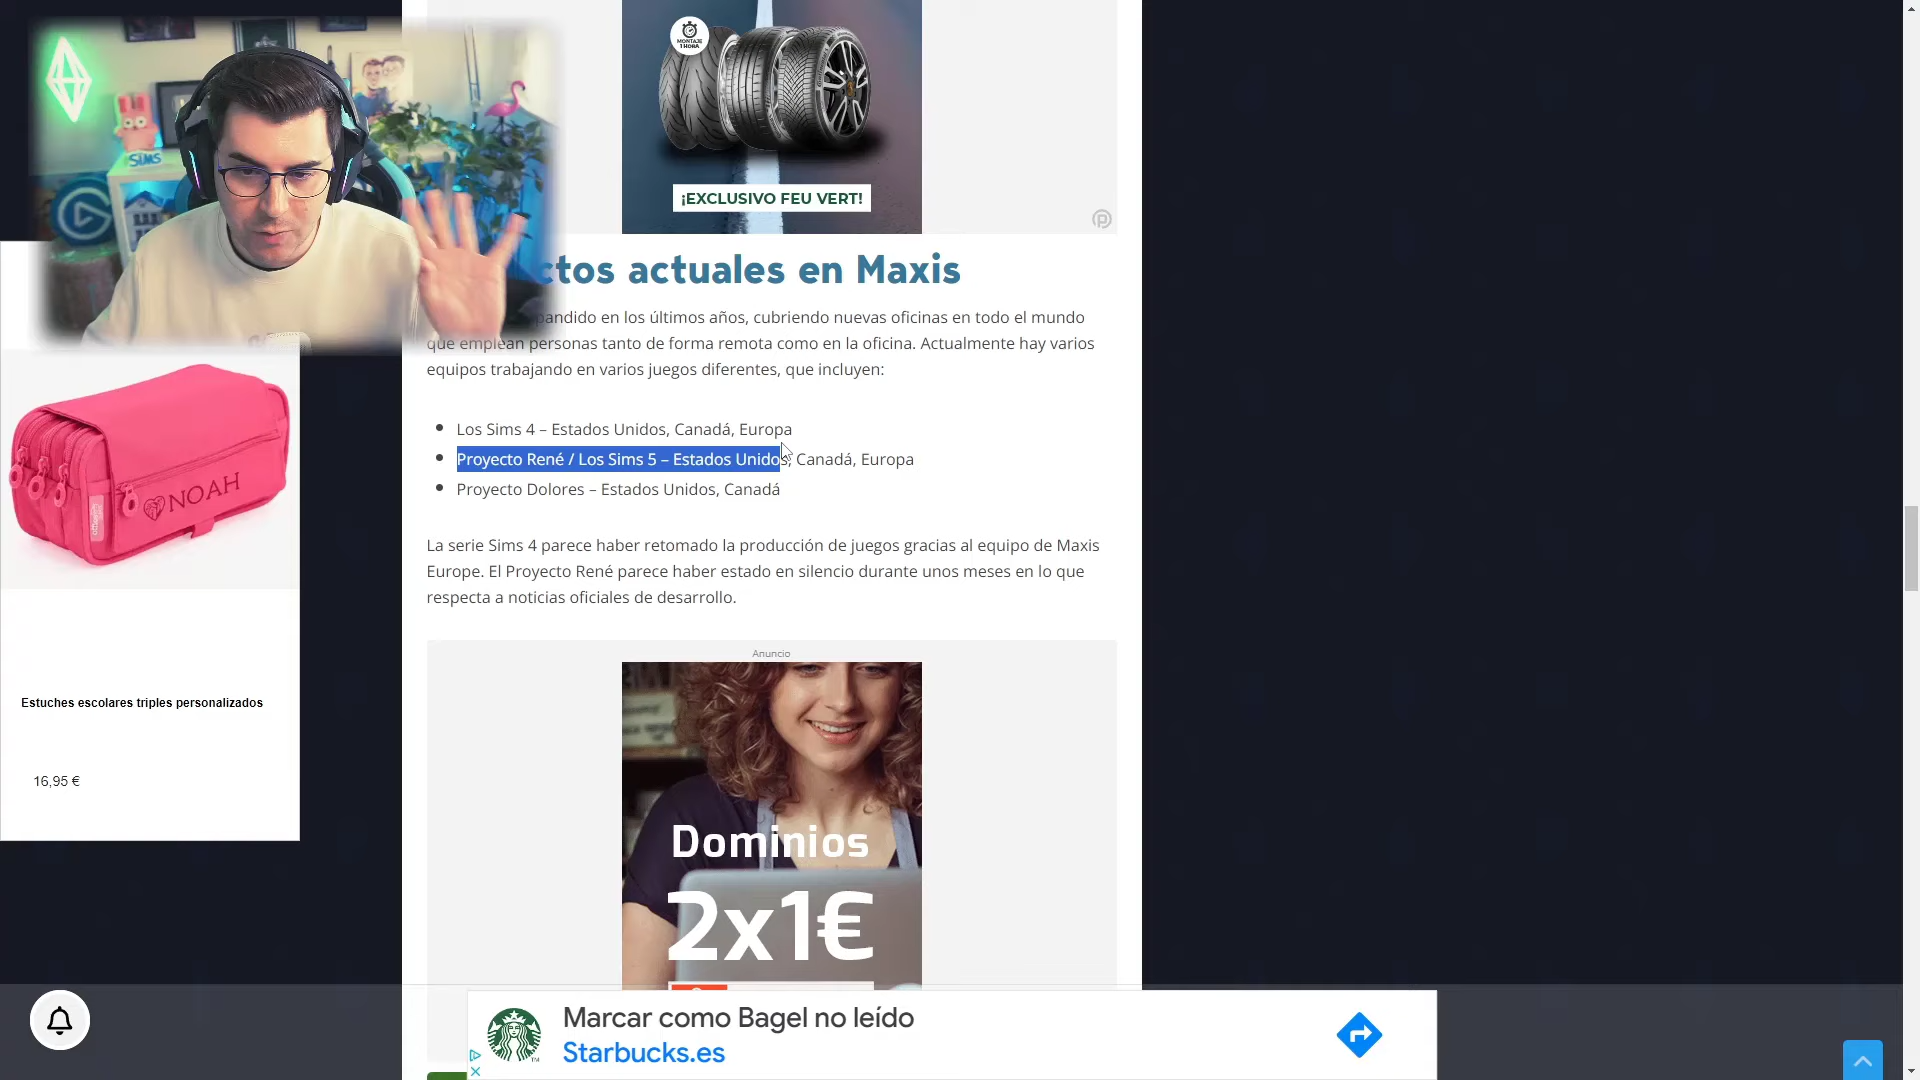 MONTAJE
1 HORA
¡EXCLUSIVO FEU VERT!
SIMS
ctos actuales en Maxis
pandido en los últimos años, cubriendo nuevas oficinas en todo el mundo
que emplean personas tanto de forma remota como en la oficina. Actualmente hay varios
equipos trabajando en varios juegos diferentes, que incluyen:
Los Sims 4 – Estados Unidos, Canadá, Europa
Proyecto René / Los Sims 5 – Estados Unidos, Canadá, Europa
Proyecto Dolores – Estados Unidos, Canadá
La serie Sims 4 parece haber retomado la producción de juegos gracias al equipo de Maxis
Europe. El Proyecto René parece haber estado en silencio durante unos meses en lo que
respecta a noticias oficiales de desarrollo.
NOAH
Estuches escolares triples personalizados
16,95 €
Anuncio
Dominios
2x1€
Marcar como Bagel no leído
Starbucks.es